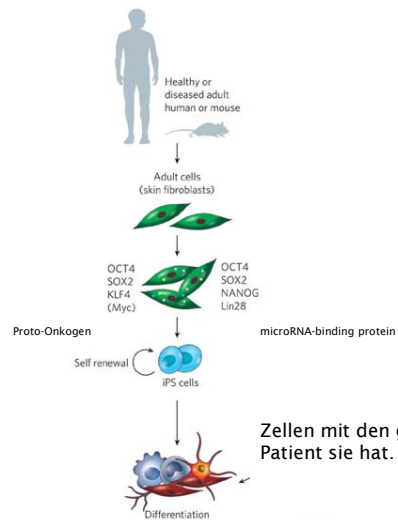 Healthy or
diseased adult
human or mouse
Adult cells
(skin fibroblasts)
OCT4
SOX2
KLF4
(Myc)
OCT4
SOX2
NANOG
Lin28
Proto-Onkogen
microRNA-binding protein
Self renewal
iPS cells
Zellen mit den
Patient sie hat.
Differentiation